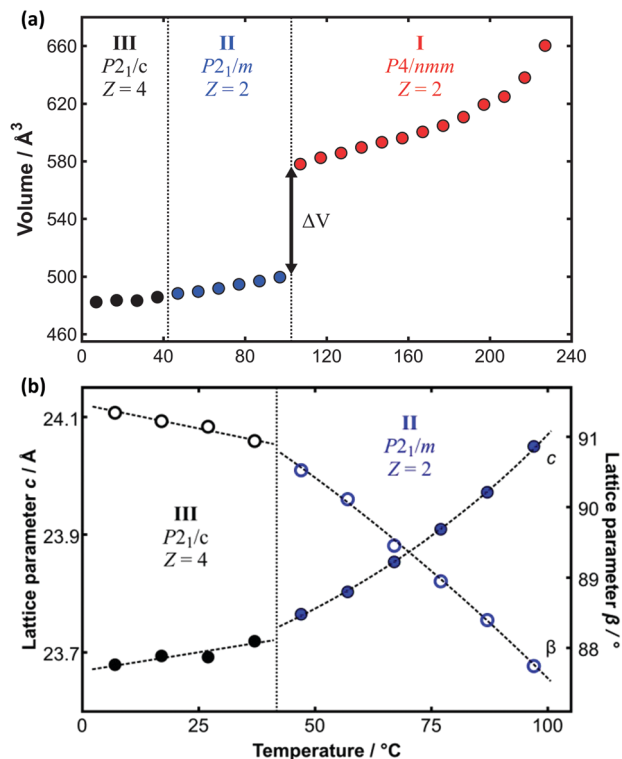 (a)
III
P2₁/c
Z = 4
II
P2₁/m
Z = 2
I
P4/nmm
Z = 2
ΔV
Volume / Å³
660
620
580
540
500
460
0 40 80 120 160 200 240
(b)
III
P2₁/c
Z = 4
II
P2₁/m
Z = 2
c
β
Lattice parameter c / Å
24.1
23.9
23.7
Lattice parameter β / °
91
90
89
88
0 25 50 75 100
Temperature / °C